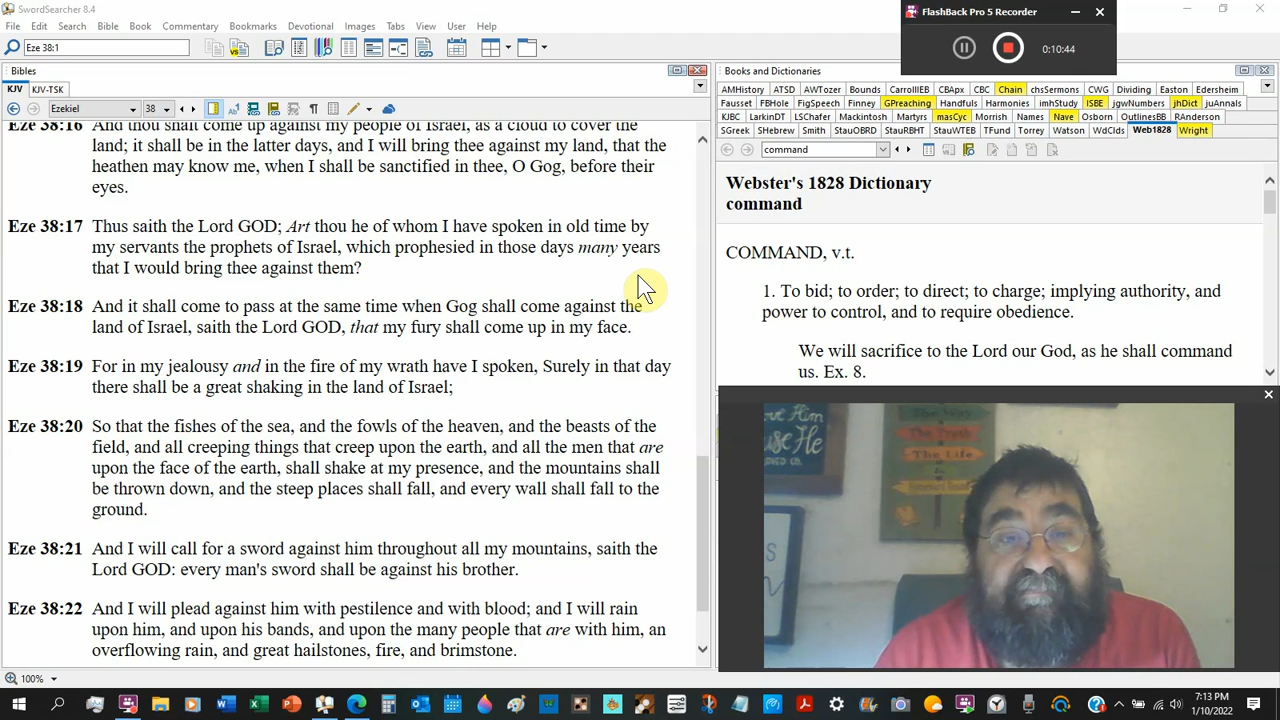 SwordSearcher 8.4
File Edit Search Bible Book Commentary Bookmarks Devotional Images Tabs View User Help
Eze 38:1
FlashBack Pro 5 Recorder
0:10:44
Bibles
KJV KJV-TSK
Ezekiel 38
Eze 38:16 And thou shalt come up against my people of Israel, as a cloud to cover the
land; it shall be in the latter days, and I will bring thee against my land, that the
heathen may know me, when I shall be sanctified in thee, O Gog, before their
eyes.
Eze 38:17 Thus saith the Lord GOD; Art thou he of whom I have spoken in old time by
my servants the prophets of Israel, which prophesied in those days many years
that I would bring thee against them?
Eze 38:18 And it shall come to pass at the same time when Gog shall come against the
land of Israel, saith the Lord GOD, that my fury shall come up in my face.
Eze 38:19 For in my jealousy and in the fire of my wrath have I spoken, Surely in that day
there shall be a great shaking in the land of Israel;
Eze 38:20 So that the fishes of the sea, and the fowls of the heaven, and the beasts of the
field, and all creeping things that creep upon the earth, and all the men that are
upon the face of the earth, shall shake at my presence, and the mountains shall
be thrown down, and the steep places shall fall, and every wall shall fall to the
ground.
Eze 38:21 And I will call for a sword against him throughout all my mountains, saith the
Lord GOD: every man's sword shall be against his brother.
Eze 38:22 And I will plead against him with pestilence and with blood; and I will rain
upon him, and upon his bands, and upon the many people that are with him, an
overflowing rain, and great hailstones, fire, and brimstone.
100%
Books and Dictionaries
AMHistory ATSD AWTozer Bounds CarrollIEB CBApx CBC Chain chsSermons CWG Dividing Easton Edersheim
Fausset FBHole FigSpeech Finney GPreaching Handfuls Harmonies imhStudy ISBE jgwNumbers jhDict juAnnals
KJBC LarkinDT LSChafer Mackintosh Martyrs masCyc Morrish Names Nave Osborn OutlinesBB RAnderson
SGreek SHebrew Smith StauOBRD StauRBHT StauWTEB TFund Torrey Watson WdClds Web1828 Wright
command
Webster's 1828 Dictionary
command
COMMAND, v.t.
1. To bid; to order; to direct; to charge; implying authority, and
power to control, and to require obedience.
We will sacrifice to the Lord our God, as he shall command
us. Ex. 8.
The Way
The Truth
The Life
7:13 PM
1/10/2022